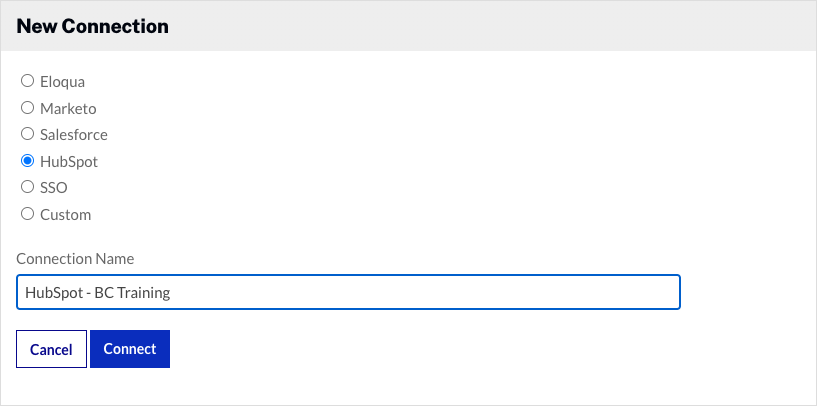 New Connection
Eloqua
Marketo
Salesforce
HubSpot
SSO
Custom
Connection Name
HubSpot - BC Training
Cancel Connect